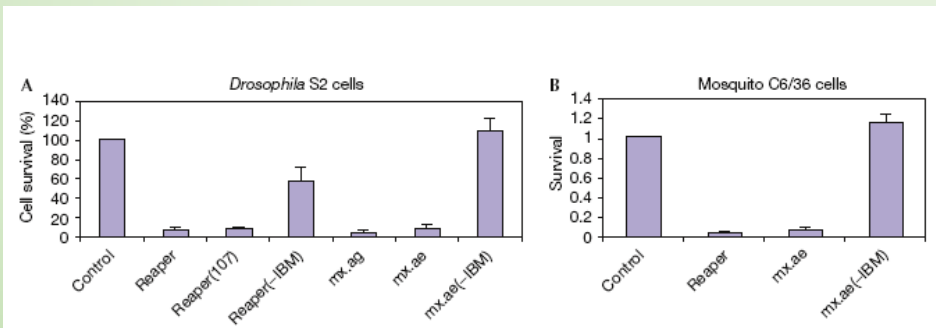 A
Drosophila S2 cells
Cell survival (%)
140
120
100
80
60
40
20
0
Control
Reaper
Reaper(107)
Reaper(–IBM)
mx.ag
mx.ae
mx.ae(–IBM)
B
Mosquito C6/36 cells
Survival
1.4
1.2
1
0.8
0.6
0.4
0.2
0
Control
Reaper
mx.ae
mx.ae(–IBM)